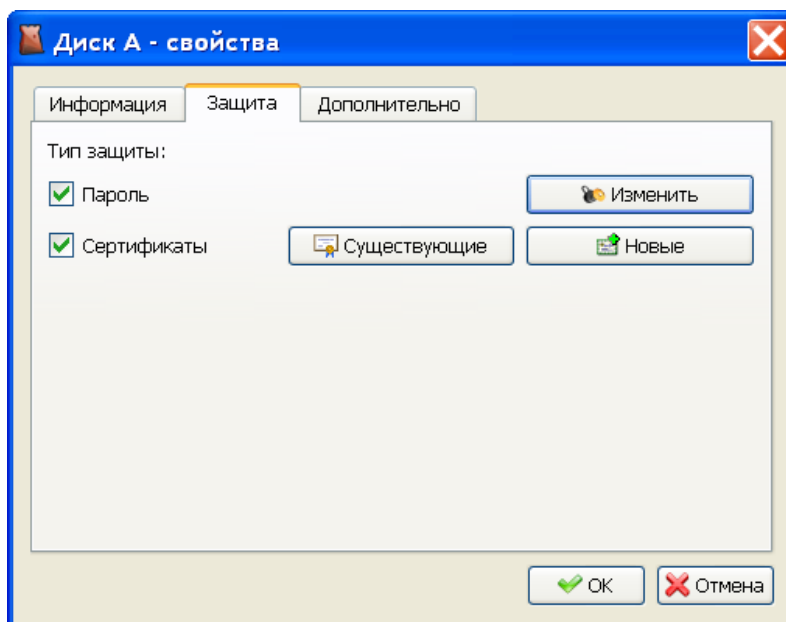 Диск А - свойства
Информация Защита Дополнительно
Тип защиты:
Пароль Изменить
Сертификаты Существующие Новые
OK Отмена